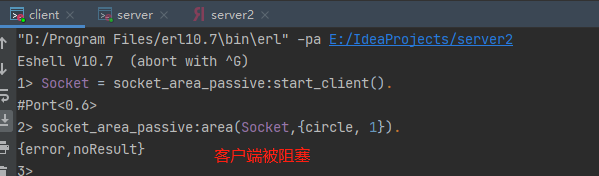 client server server2
"D:/Program Files/erl10.7\bin\erl" -pa E:/IdeaProjects/server2
Eshell V10.7 (abort with ^G)
1> Socket = socket_area_passive:start_client().
#Port<0.6>
2> socket_area_passive:area(Socket,{circle, 1}).
{error,noResult}
客户端被阻塞
3>